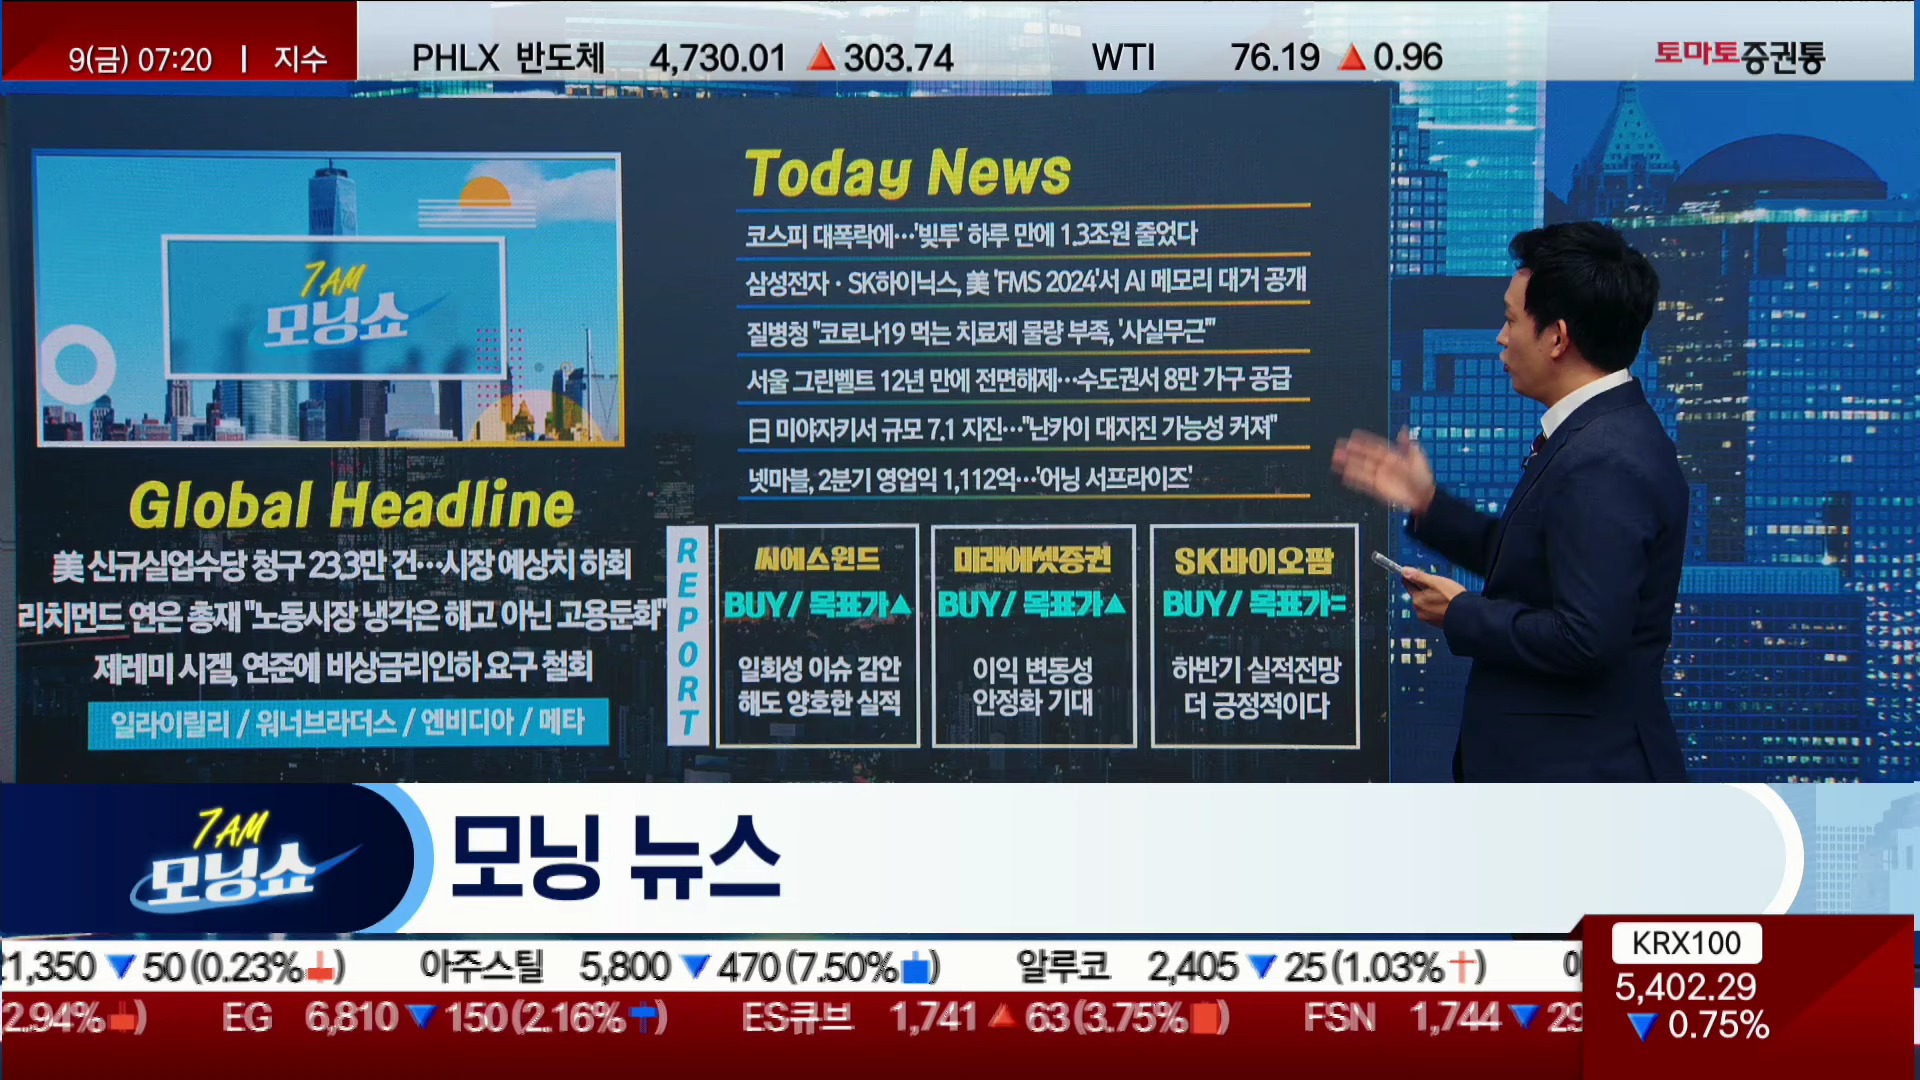 9(금) 07:20 | 지수
PHLX 반도체 4,730.01 ▲303.74 WTI 76.19 ▲0.96
토마토증권통
7 AM
모닝쇼
Global Headline
美 신규실업수당 청구 23.3만 건…시장 예상치 하회
리치먼드 연은 총재 "노동시장 냉각은 해고 아닌 고용둔화"
제레미 시겔, 연준에 비상금리인하 요구 철회
일라이릴리 / 워너브라더스 / 엔비디아 / 메타
Today News
코스피 대폭락에…'빚투' 하루 만에 1.3조원 줄었다
삼성전자·SK하이닉스, 美 'FMS 2024'서 AI 메모리 대거 공개
질병청 "코로나19 먹는 치료제 물량 부족, '사실무근'"
서울 그린벨트 12년 만에 전면해제…수도권서 8만 가구 공급
日 미야자키서 규모 7.1 지진…"난카이 대지진 가능성 커져"
넷마블, 2분기 영업익 1,112억…'어닝 서프라이즈'
REPORT
씨에스윈드
BUY / 목표가▲
일회성 이슈 감안
해도 양호한 실적
미래에셋증권
BUY / 목표가▲
이익 변동성
안정화 기대
SK바이오팜
BUY / 목표가=
하반기 실적전망
더 긍정적이다
7 AM
모닝쇼
모닝 뉴스
21,350 ▼50(0.23%) 아주스틸 5,800 ▼470(7.50%) 알루코 2,405 ▼25(1.03%)
2.94%) EG 6,810 ▼150(2.16%) ES큐브 1,741 ▲63(3.75%) FSN 1,744 ▼29
KRX100
5,402.29
▼0.75%